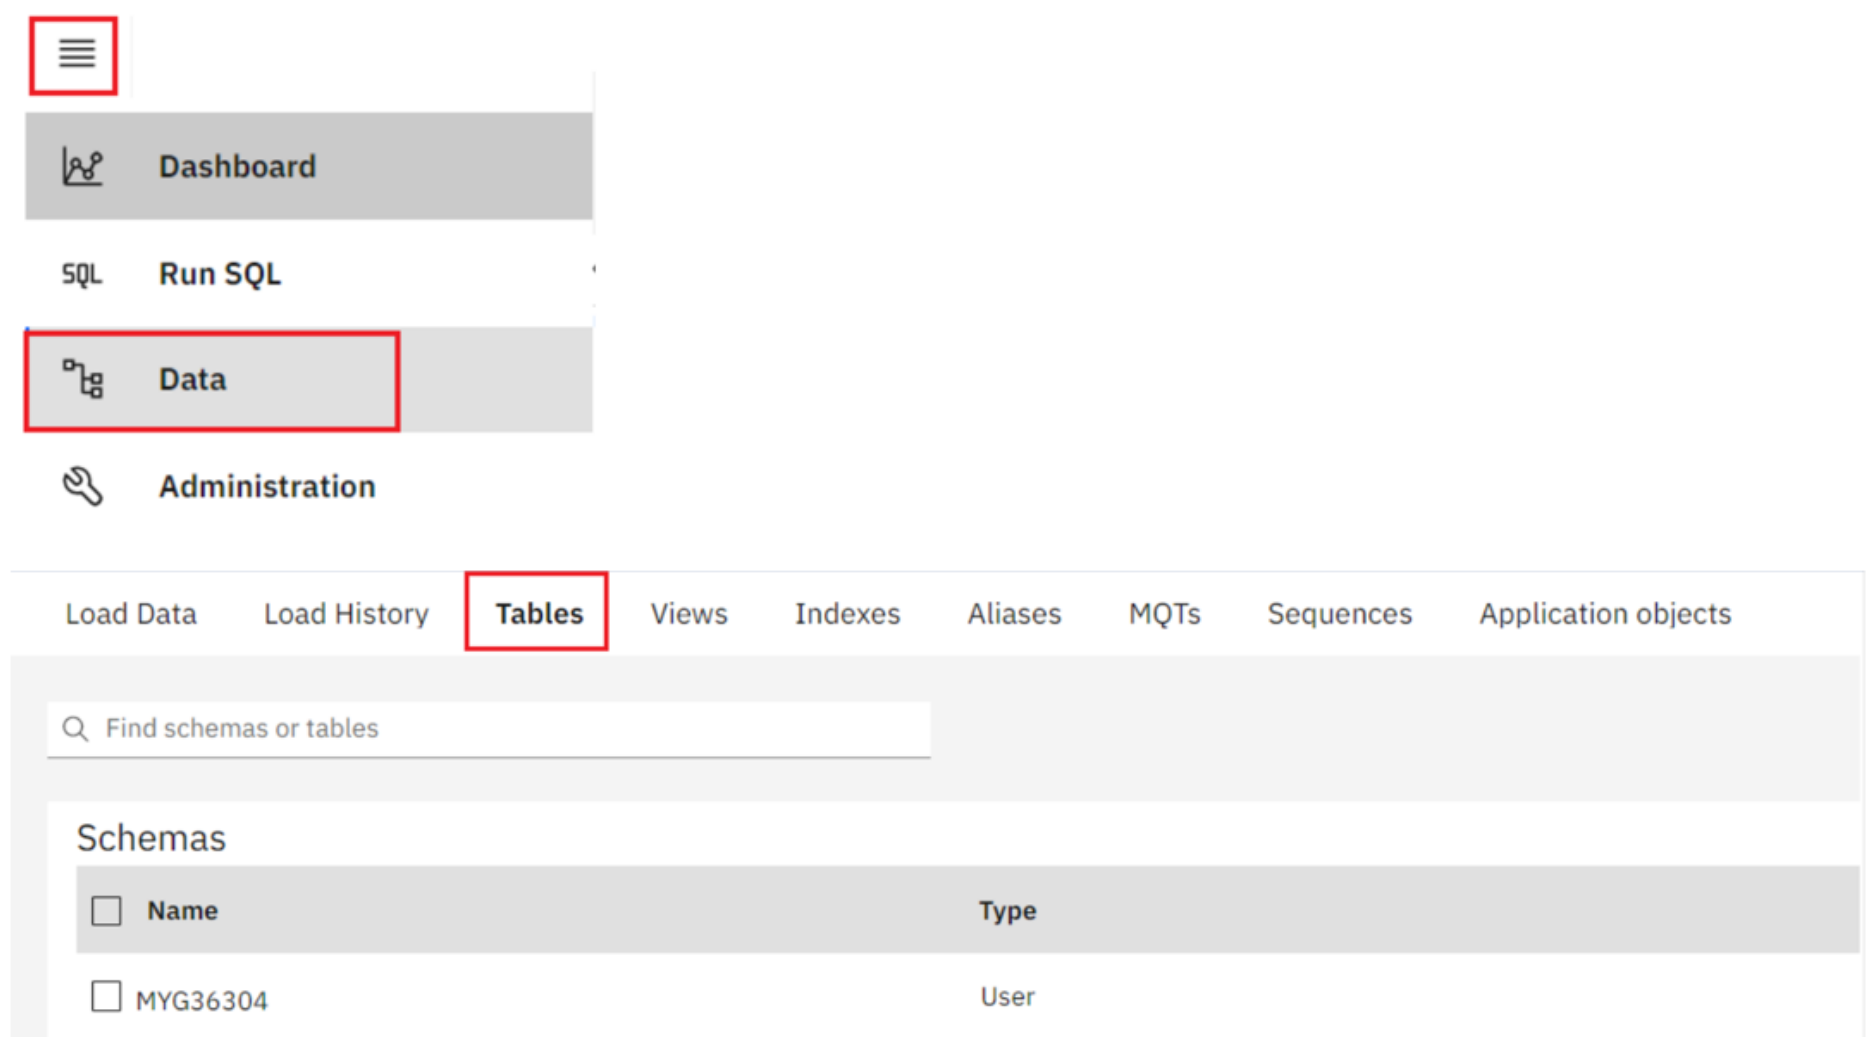 Dashboard
SQL Run SQL
Data
Administration
Load Data Load History Tables Views Indexes Aliases MQTs Sequences Application objects
Find schemas or tables
Schemas
Name Type
MYG36304 User